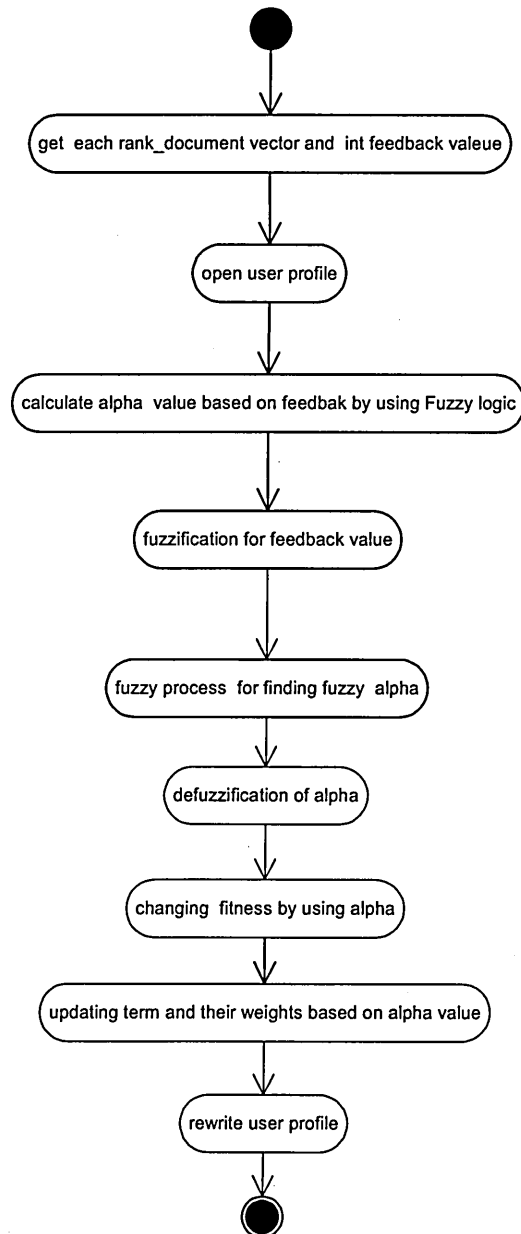 get each rank_document vector and int feedback valeue
open user profile
calculate alpha value based on feedbak by using Fuzzy logic
fuzzification for feedback value
fuzzy process for finding fuzzy alpha
defuzzification of alpha
changing fitness by using alpha
updating term and their weights based on alpha value
rewrite user profile